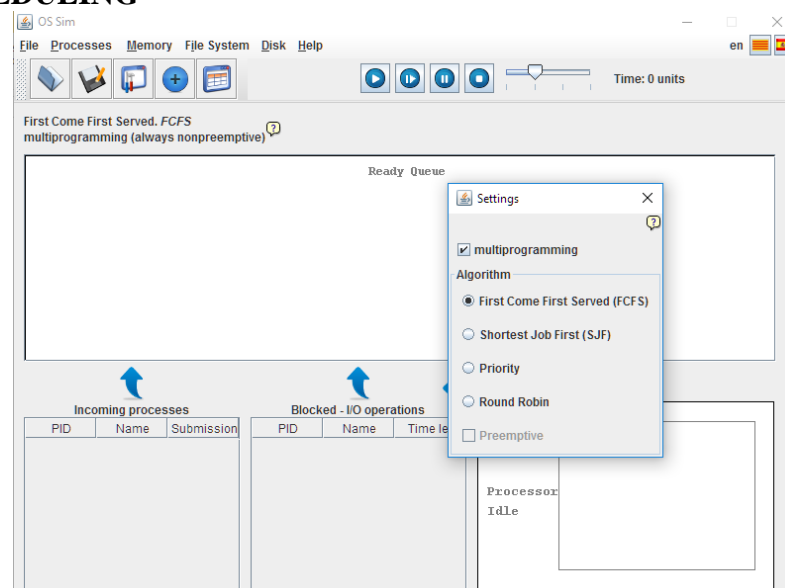 OS Sim
File Processes Memory File System Disk Help
en
Time: 0 units
First Come First Served. FCFS
multiprogramming (always nonpreemptive)
Ready Queue
Settings
multiprogramming
Algorithm
First Come First Served (FCFS)
Shortest Job First (SJF)
Priority
Round Robin
Preemptive
Incoming processes
PID Name Submission
Blocked - I/O operations
PID Name Time le
Processor
Idle